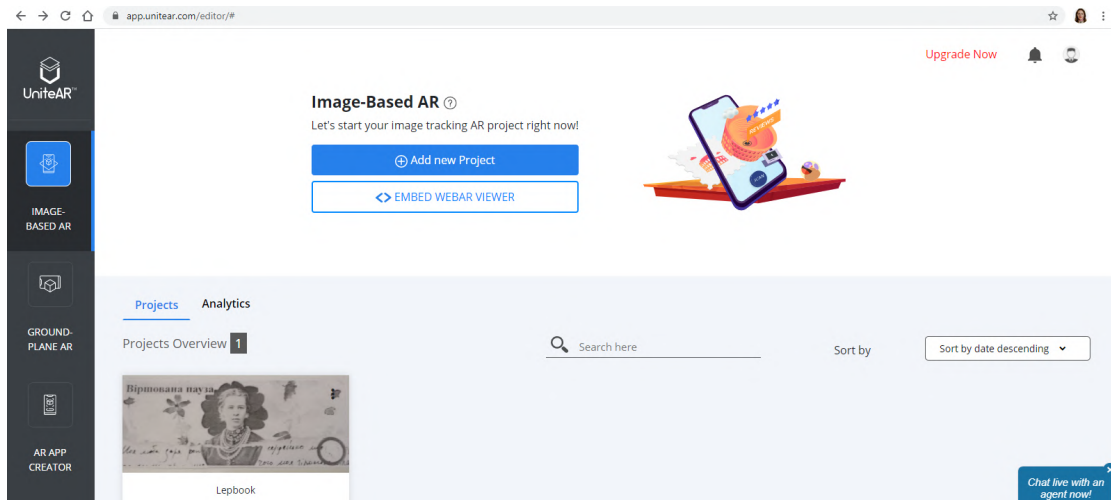 app.unitear.com/editor/#
UniteAR™
Upgrade Now
Image-Based AR ?
Let's start your image tracking AR project right now!
Add new Project
<> EMBED WEBAR VIEWER
IMAGE-
BASED AR
GROUND-
PLANE AR
AR APP
CREATOR
Projects Analytics
Projects Overview 1
Search here
Sort by
Sort by date descending
Віршована пауза
Lepbook
Chat live with an
agent now!